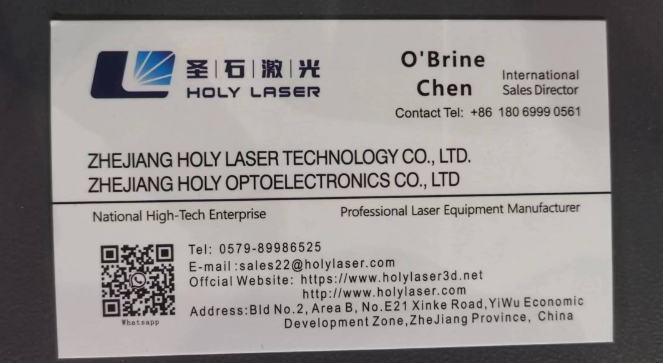 圣|石|激|光
HOLY LASER
O'Brine
Chen
International
Sales Director
Contact Tel: +86 180 6999 0561
ZHEJIANG HOLY LASER TECHNOLOGY CO., LTD.
ZHEJIANG HOLY OPTOELECTRONICS CO., LTD
National High-Tech Enterprise
Professional Laser Equipment Manufacturer
Tel: 0579-89986525
E-mail:sales22@holylaser.com
Offcial Website: https://www.holylaser3d.net
http://www.holylaser.com
Address:Bld No.2, Area B, No.E21 Xinke Road,YiWu Economic
Development Zone,ZheJiang Province, China
Whatsapp